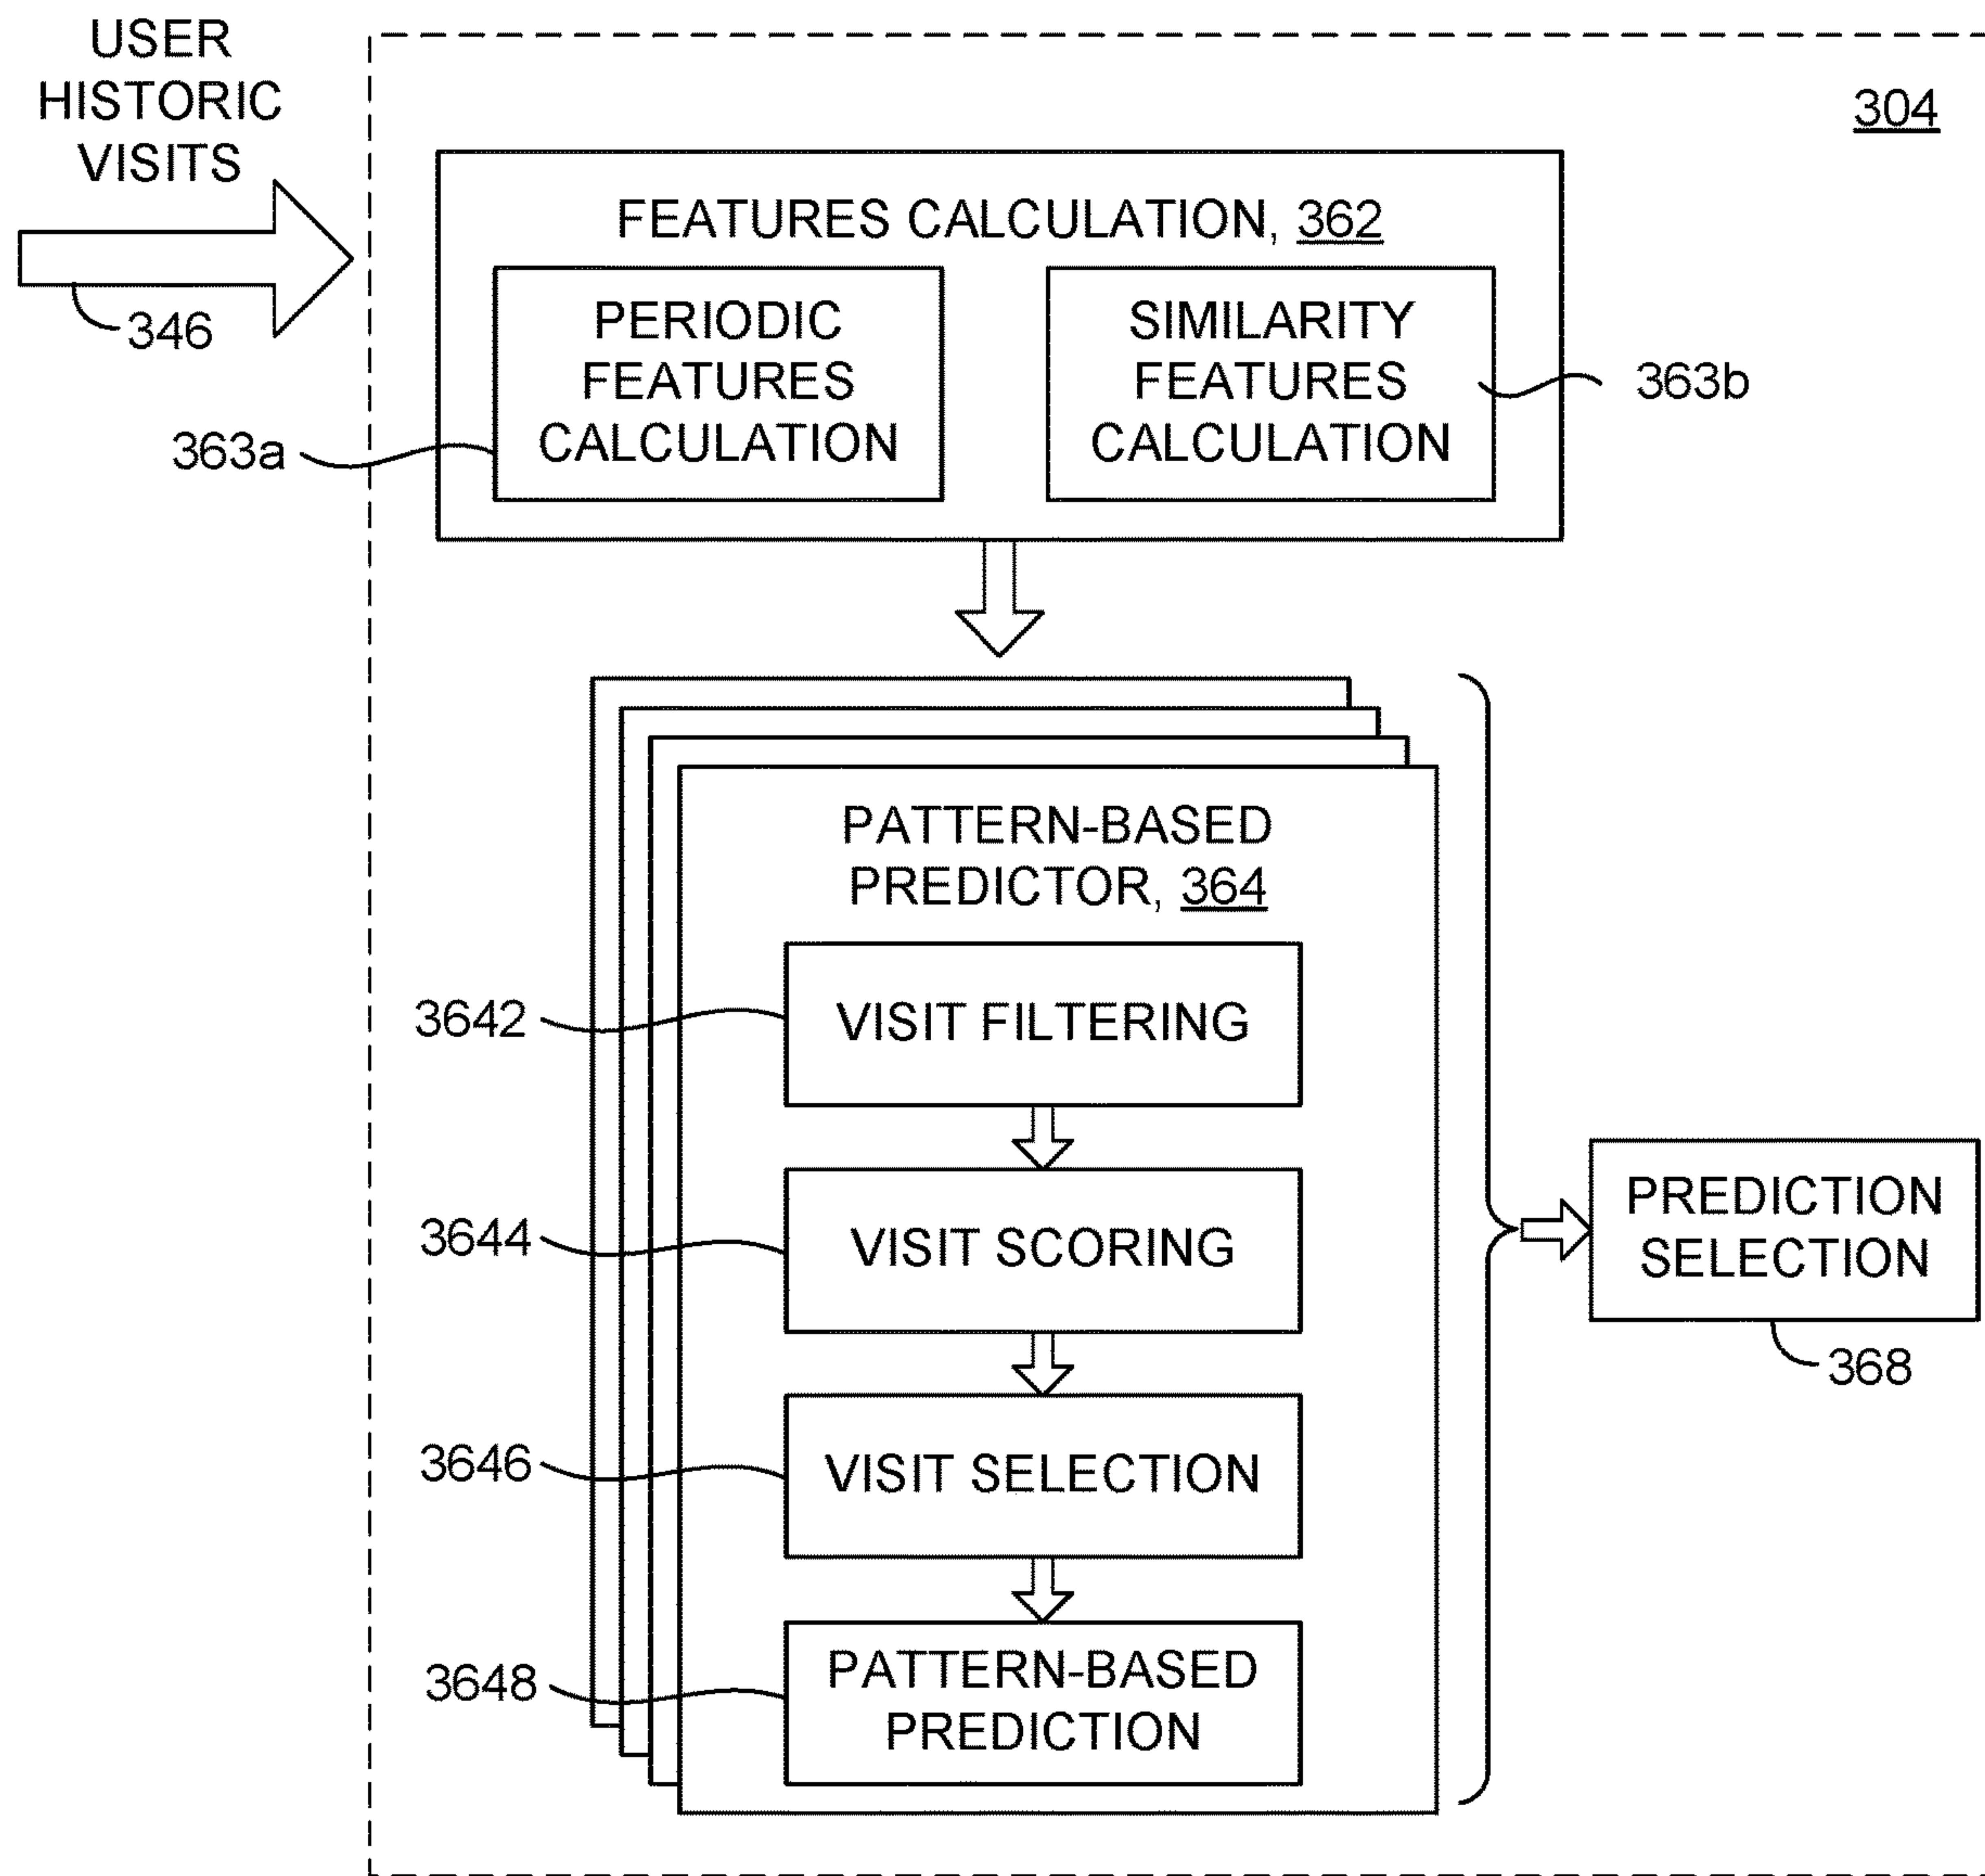 USER
HISTORIC
VISITS
346
304
FEATURES CALCULATION, 362
PERIODIC
FEATURES
CALCULATION
363a
SIMILARITY
FEATURES
CALCULATION
363b
PATTERN-BASED
PREDICTOR, 364
3642
VISIT FILTERING
3644
VISIT SCORING
3646
VISIT SELECTION
3648
PATTERN-BASED
PREDICTION
PREDICTION
SELECTION
368